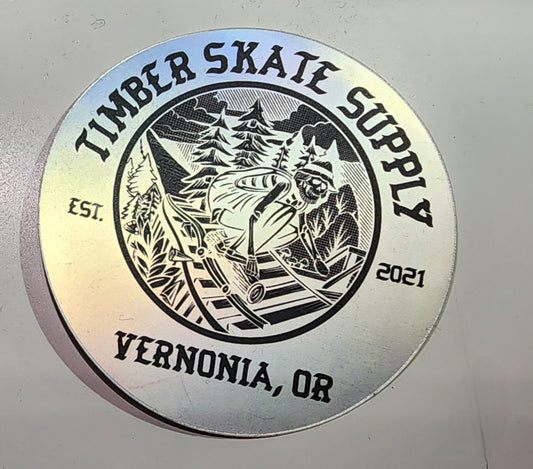 TIMBER SKATE SUPPLY
EST.
2021
VERNONIA, OR